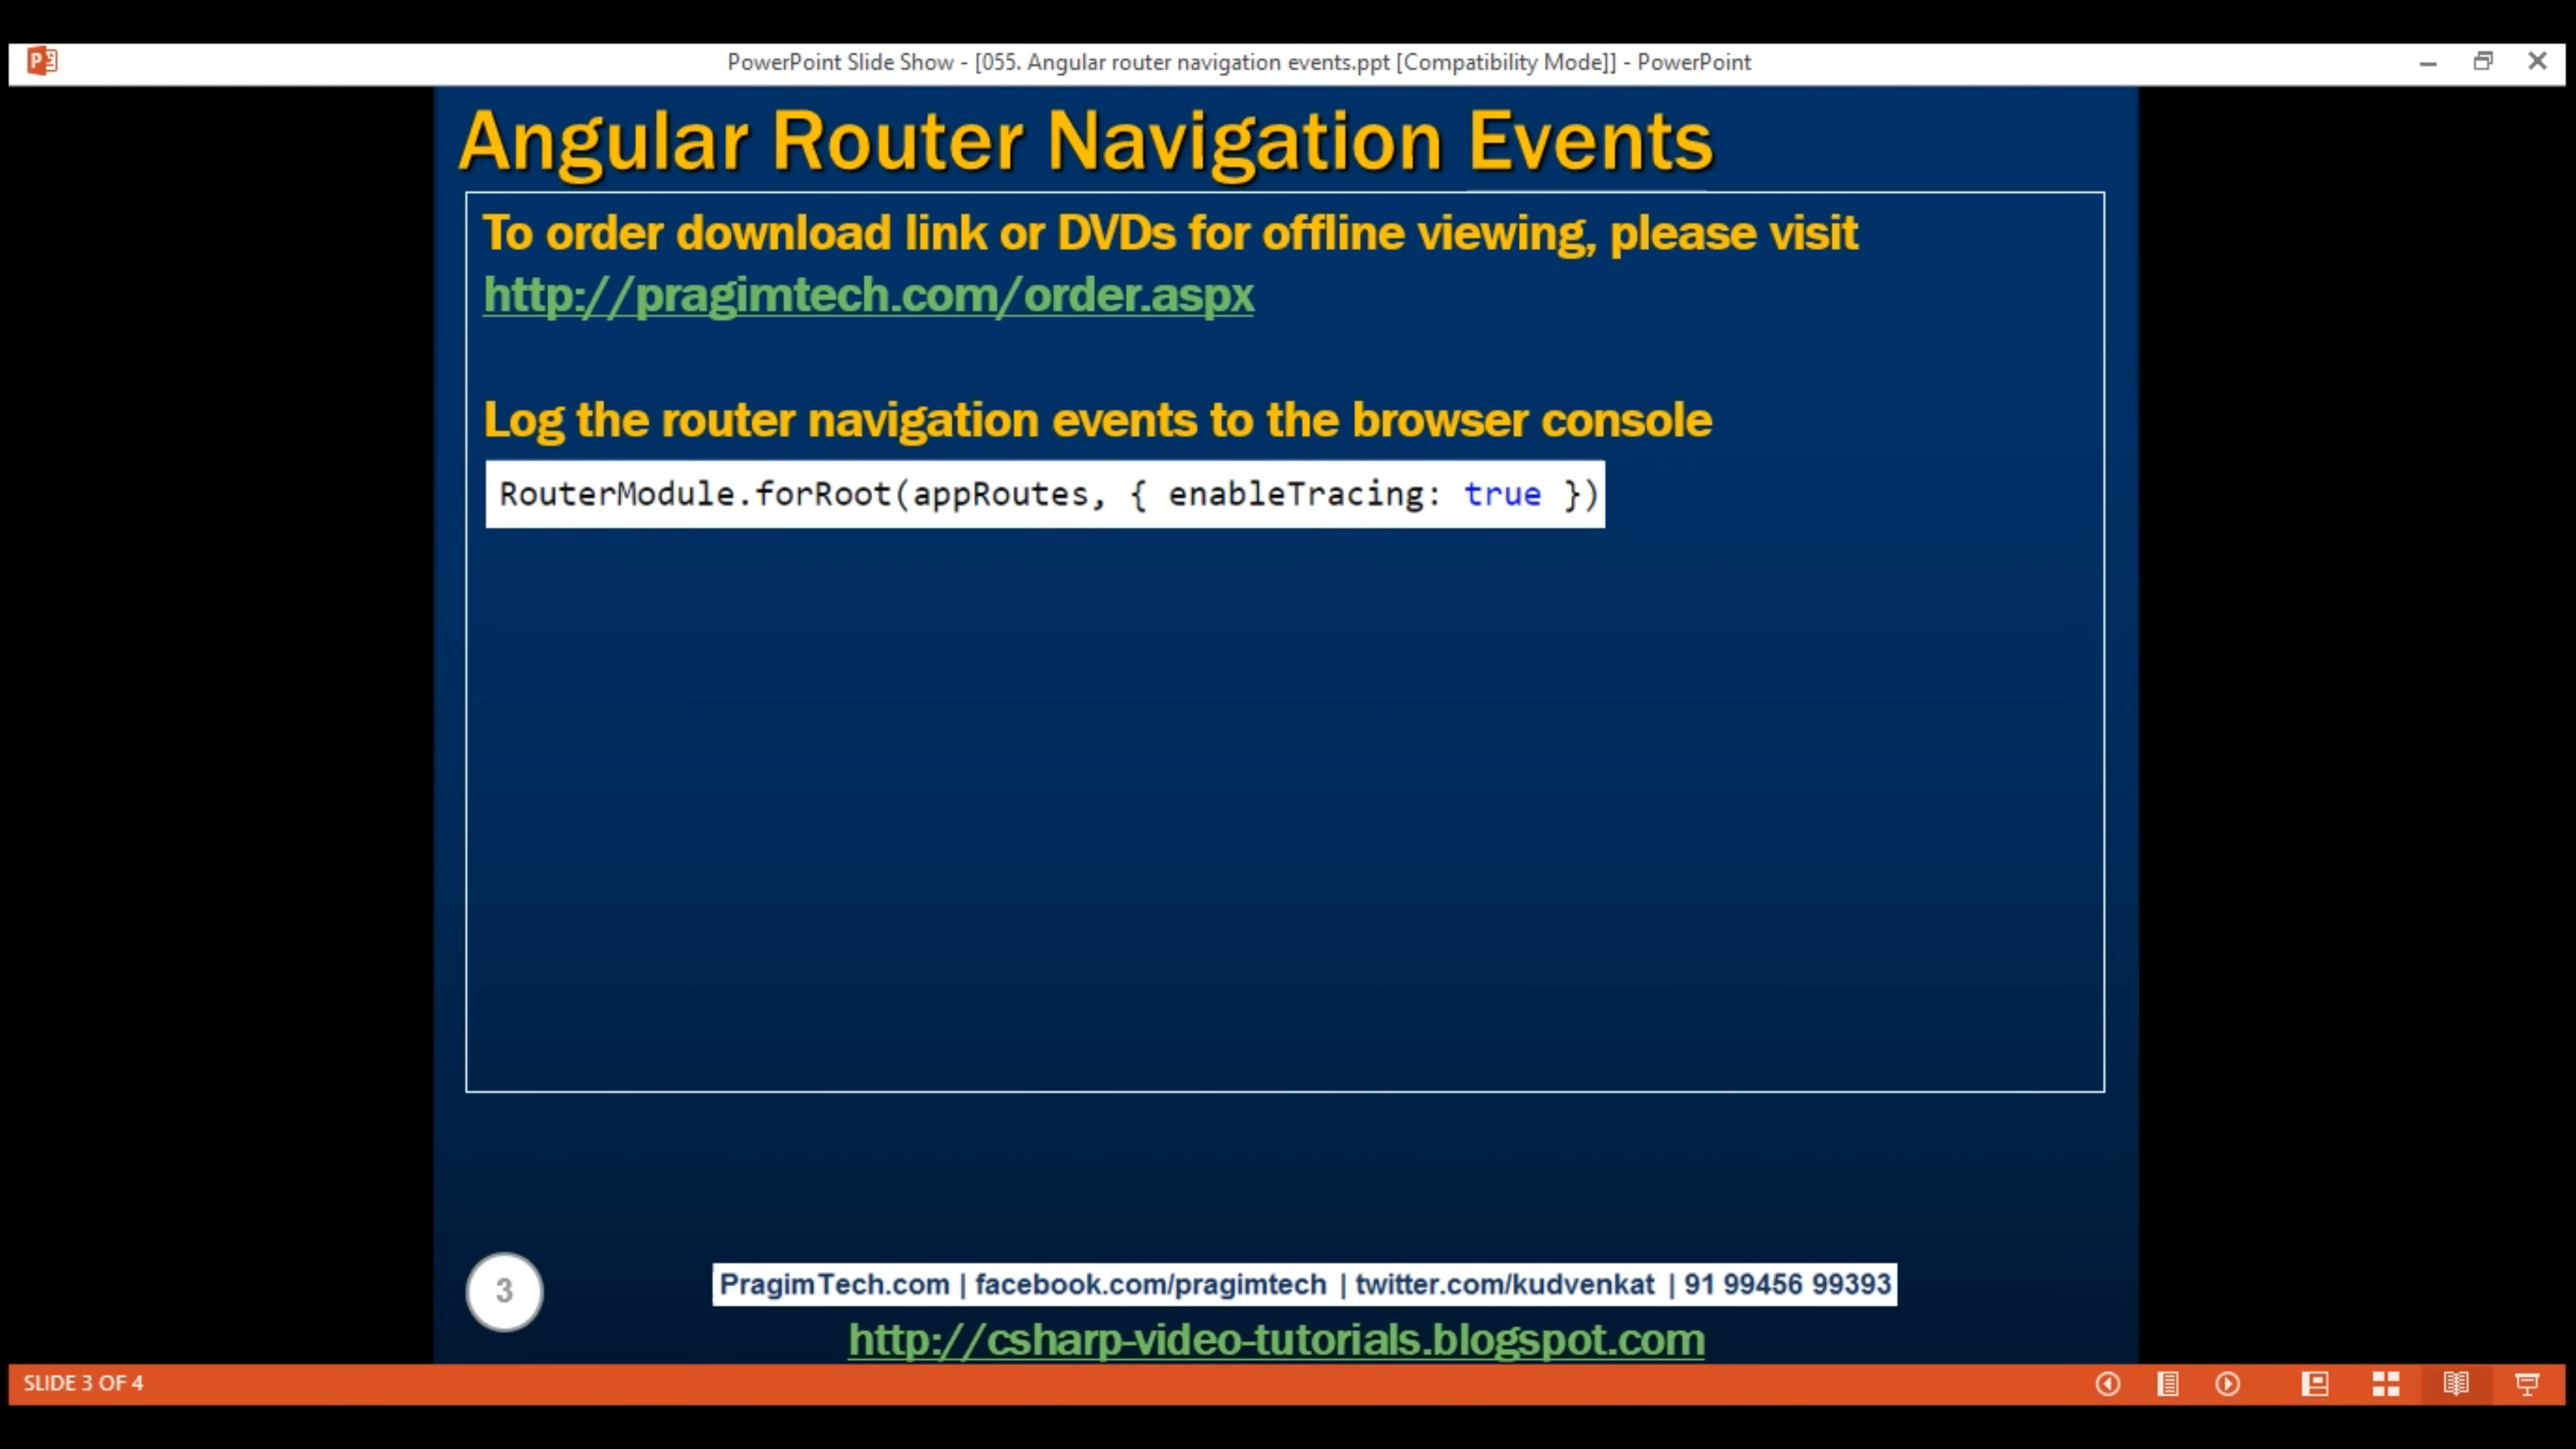 PowerPoint Slide Show - [055. Angular router navigation events.ppt [Compatibility Mode]] - PowerPoint
Angular Router Navigation Events
To order download link or DVDs for offline viewing, please visit
http://pragimtech.com/order.aspx
Log the router navigation events to the browser console
RouterModule.forRoot(appRoutes, { enableTracing: true })
3
PragimTech.com | facebook.com/pragimtech | twitter.com/kudvenkat | 91 99456 99393
http://csharp-video-tutorials.blogspot.com
SLIDE 3 OF 4